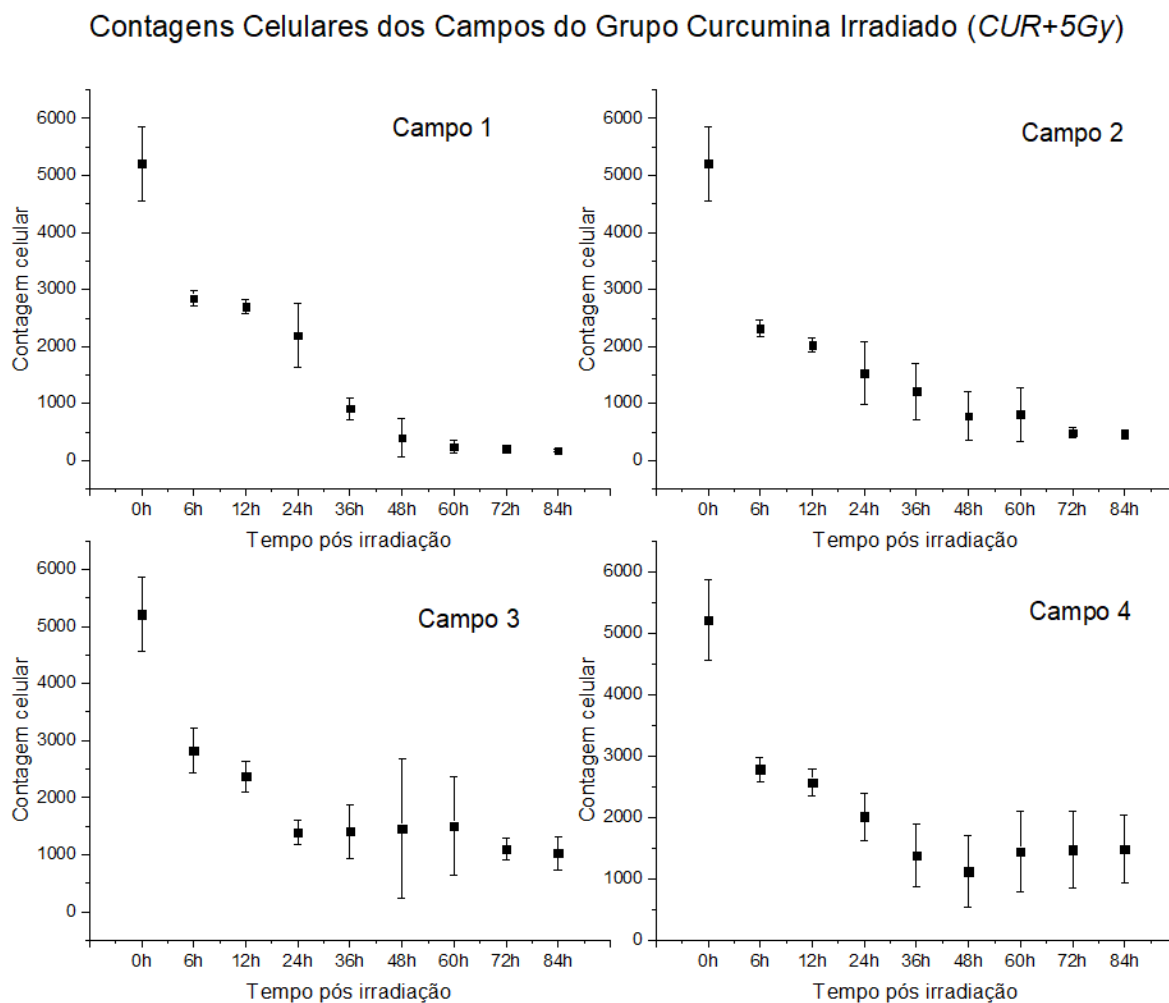 Contagens Celulares dos Campos do Grupo Curcumina Irradiado (CUR+5Gy)
Campo 1
Contagem celular
6000
5000
4000
3000
2000
1000
0
0h 6h 12h 24h 36h 48h 60h 72h 84h
Tempo pós irradiação
Campo 2
Contagem celular
6000
5000
4000
3000
2000
1000
0
0h 6h 12h 24h 36h 48h 60h 72h 84h
Tempo pós irradiação
Campo 3
Contagem celular
6000
5000
4000
3000
2000
1000
0
0h 6h 12h 24h 36h 48h 60h 72h 84h
Tempo pós irradiação
Campo 4
Contagem celular
6000
5000
4000
3000
2000
1000
0
0h 6h 12h 24h 36h 48h 60h 72h 84h
Tempo pós irradiação